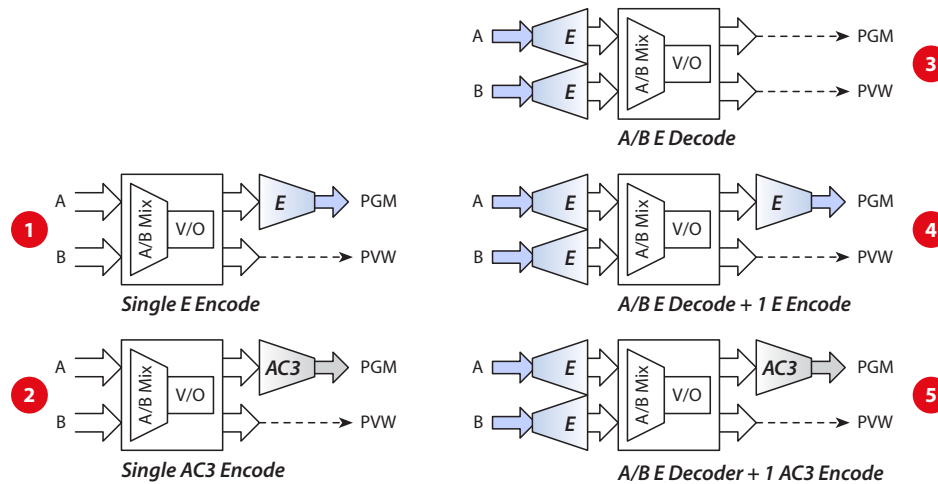 A
E
A/B Mix
V/O
PGM
B
E
PVW
3
A/B E Decode
1
A
A/B Mix
V/O
E
PGM
B
PVW
Single E Encode
A
E
A/B Mix
V/O
E
PGM
B
E
PVW
4
A/B E Decode + 1 E Encode
2
A
A/B Mix
V/O
AC3
PGM
B
PVW
Single AC3 Encode
A
E
A/B Mix
V/O
AC3
PGM
B
E
PVW
5
A/B E Decoder + 1 AC3 Encode